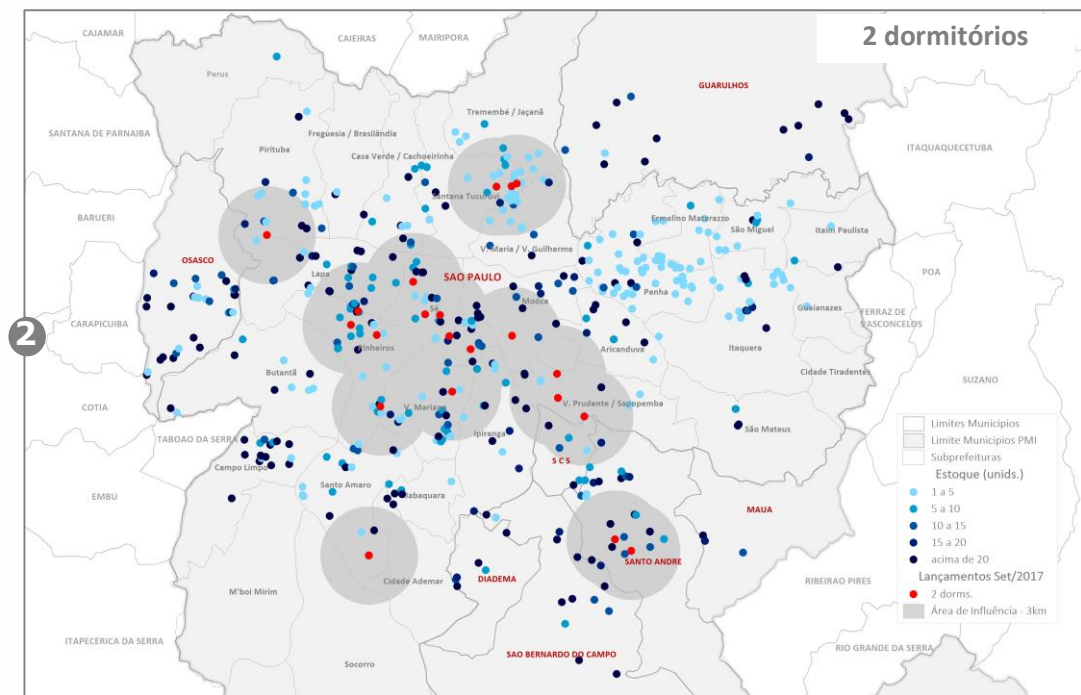 2 dormitórios
CAJAMAR
CAIEIRAS
MAIRIPORA
Perus
GUARULHOS
SANTANA DE PARNAIBA
Tremembé / Jaçanã
Freguesia / Brasilândia
Pirituba
Casa Verde / Cachoeirinha
ITAQUAQUECETUBA
BARUERI
Santana Tucuruvi
Ermelino Matarazzo
São Miguel
Itaim Paulista
V. Maria / V. Guilherme
OSASCO
Lapa
SAO PAULO
POA
Penha
Mooca
Sé
Guaianazes
CARAPICUIBA
2
FERRAZ DE
VASCONCELOS
Pinheiros
Aricanduva
Itaquera
Butantã
Cidade Tiradentes
SUZANO
COTIA
V. Mariana
V. Prudente / Sapopemba
TABOAO DA SERRA
Ipiranga
São Mateus
Campo Limpo
S C S
Santo Amaro
Jabaquara
EMBU
MAUA
SANTO ANDRE
Cidade Ademar
DIADEMA
RIBEIRAO PIRES
M'boi Mirim
ITAPECERICA DA SERRA
RIO GRANDE DA SERRA
SAO BERNARDO DO CAMPO
Socorro
Limites Municípios
Limite Municipios PMI
Subprefeituras
Estoque (unids.)
1 a 5
5 a 10
10 a 15
15 a 20
acima de 20
Lançamentos Set/2017
2 dorms.
Área de Influência - 3km